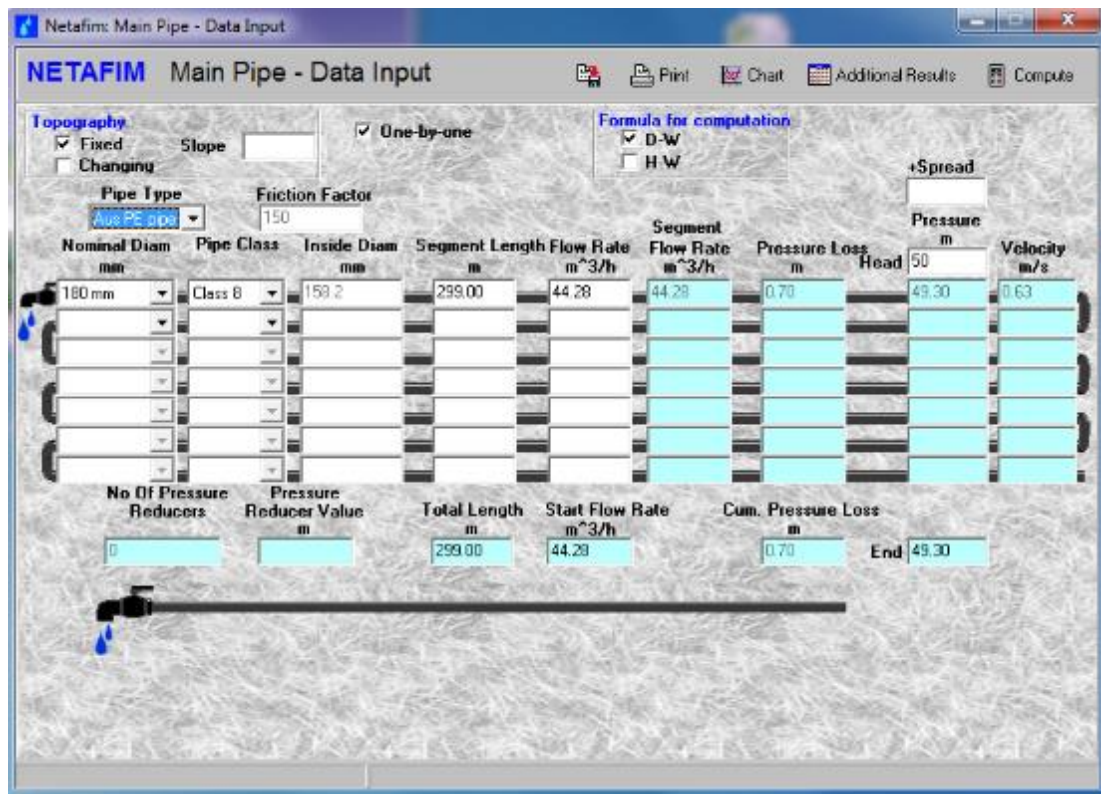 Netafim: Main Pipe - Data Input
NETAFIM Main Pipe - Data Input Print Chart Additional Results Compute
Topography
Fixed Slope One-by-one
Changing
Formula for computation
D-W
H-W
+Spread
Pipe Type Friction Factor
Aus PE pipe 150
Nominal Diam mm Pipe Class Inside Diam mm Segment Length m Flow Rate m^3/h Segment Flow Rate m^3/h Pressure Loss m Head Pressure m 50 Velocity m/s
180 mm Class 8 158.2 299.00 44.28 44.28 0.70 49.30 0.63
No Of Pressure Reducers Pressure Reducer Value m Total Length m Start Flow Rate m^3/h Cum. Pressure Loss m
0 299.00 44.28 0.70 End 49.30